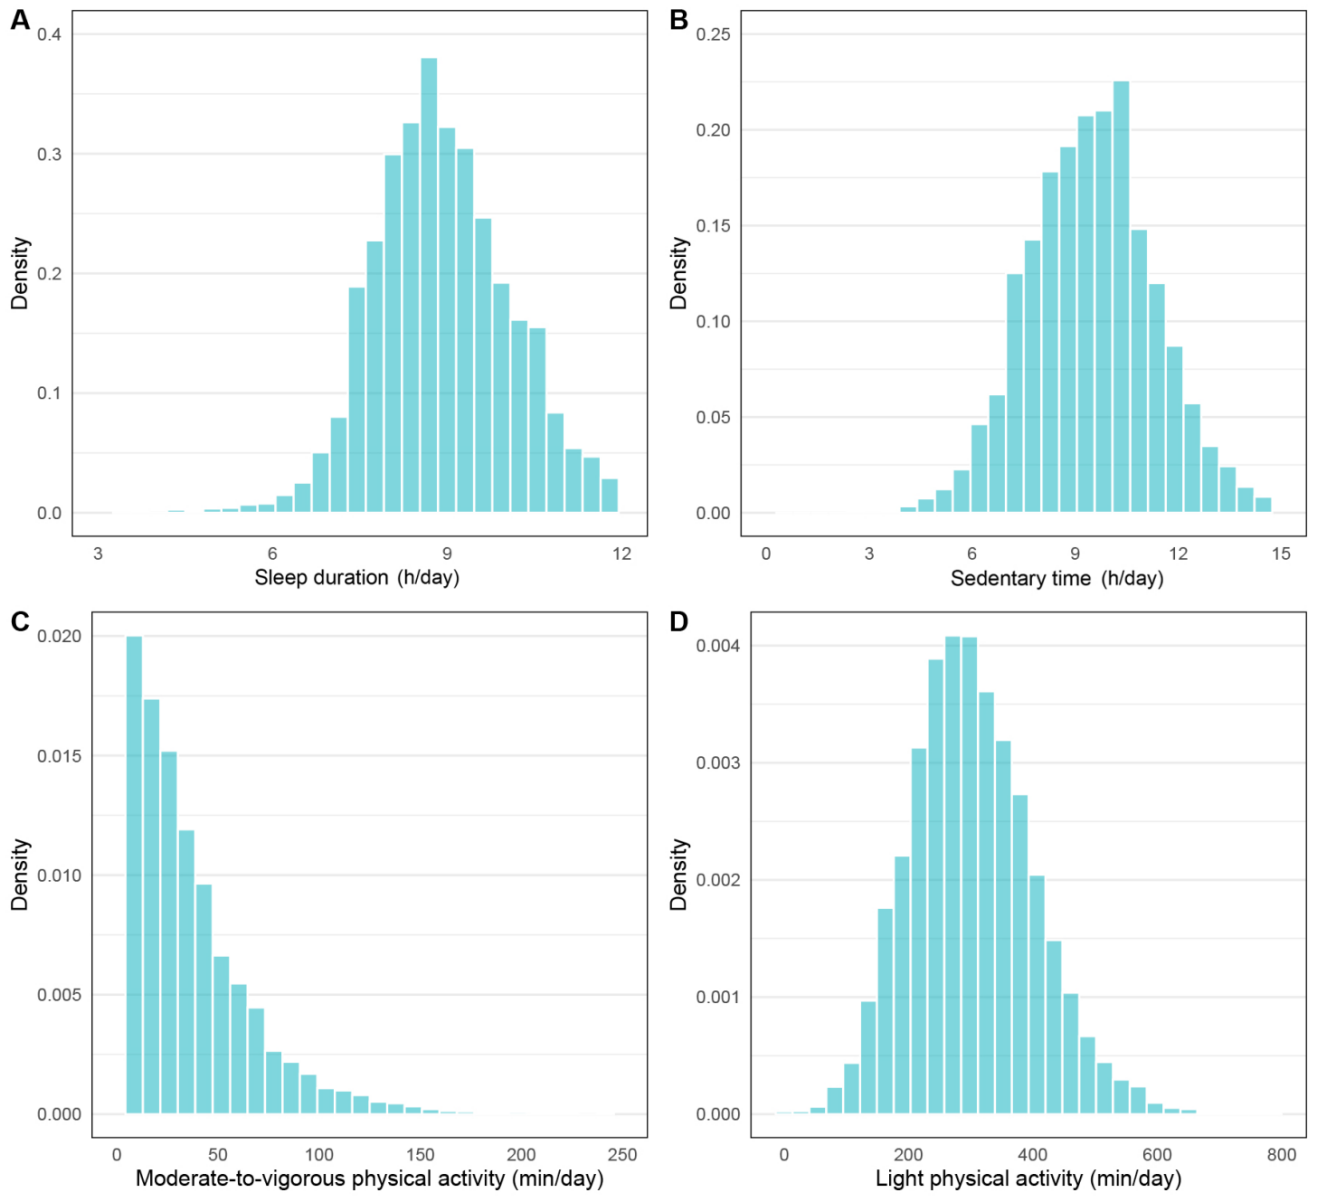 A
0.4
0.3
0.2
0.1
0.0
Density
3 6 9 12
Sleep duration (h/day)
B
0.25
0.20
0.15
0.10
0.05
0.00
Density
0 3 6 9 12 15
Sedentary time (h/day)
C
0.020
0.015
0.010
0.005
0.000
Density
0 50 100 150 200 250
Moderate-to-vigorous physical activity (min/day)
D
0.004
0.003
0.002
0.001
0.000
Density
0 200 400 600 800
Light physical activity (min/day)